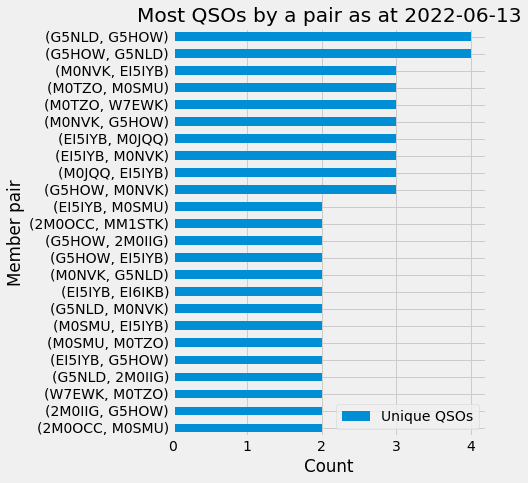 Most QSOs by a pair as at 2022-06-13
(G5NLD, G5HOW)
(G5HOW, G5NLD)
(M0NVK, EI5IYB)
(M0TZO, M0SMU)
(M0TZO, W7EWK)
(M0NVK, G5HOW)
(EI5IYB, M0JQQ)
(EI5IYB, M0NVK)
(M0JQQ, EI5IYB)
(G5HOW, M0NVK)
(EI5IYB, M0SMU)
(2M0OCC, MM1STK)
(G5HOW, 2M0IIG)
(G5HOW, EI5IYB)
(M0NVK, G5NLD)
(EI5IYB, EI6IKB)
(G5NLD, M0NVK)
(M0SMU, EI5IYB)
(M0SMU, M0TZO)
(EI5IYB, G5HOW)
(G5NLD, 2M0IIG)
(W7EWK, M0TZO)
(2M0IIG, G5HOW)
(2M0OCC, M0SMU)
Member pair
Unique QSOs
0 1 2 3 4
Count